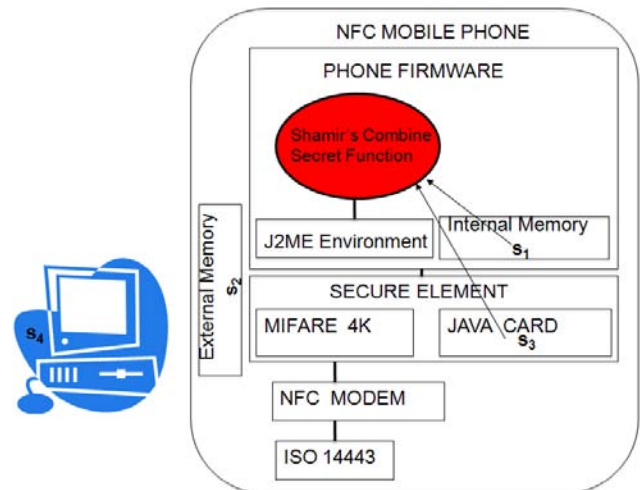 NFC MOBILE PHONE
PHONE FIRMWARE
Shamir's Combine
Secret Function
J2ME Environment
Internal Memory
s1
External Memory
s2
SECURE ELEMENT
MIFARE 4K
JAVA CARD
s3
s4
NFC MODEM
ISO 14443